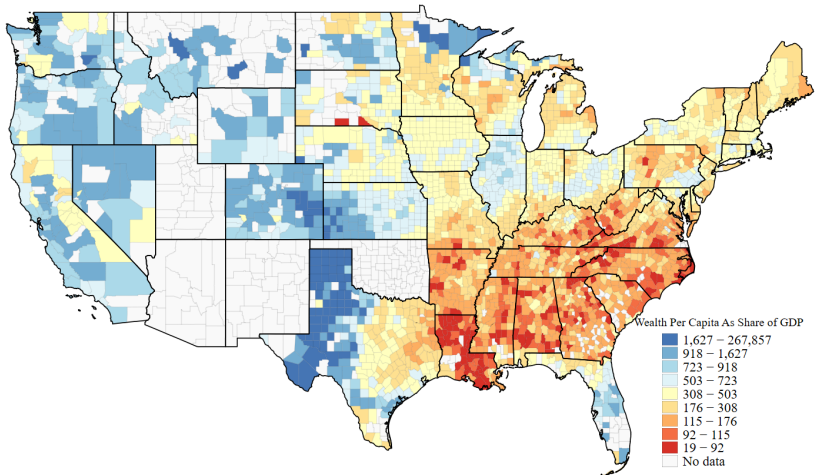 Wealth Per Capita As Share of GDP
1,627 − 267,857
918 − 1,627
723 − 918
503 − 723
308 − 503
176 − 308
115 − 176
92 − 115
19 − 92
No data